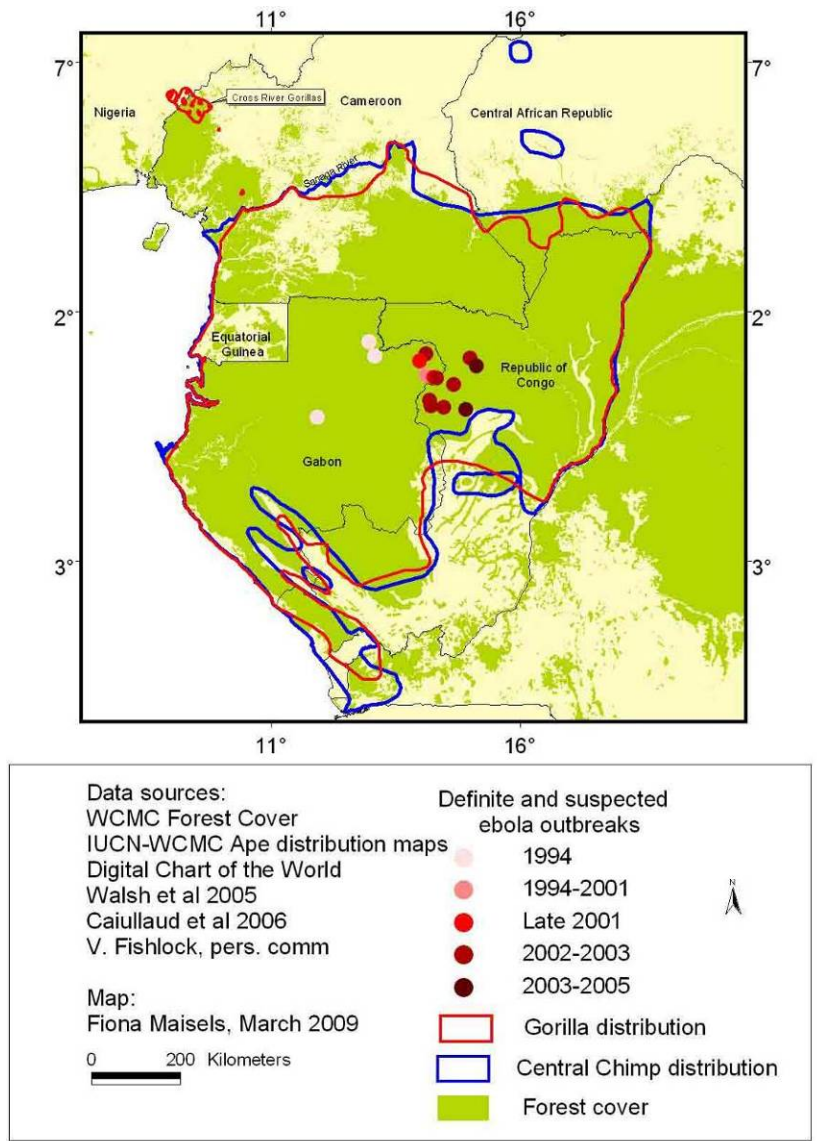 11° 16°
7° 7°
Cross River Gorillas
Nigeria
Cameroon
Central African Republic
Sanaga River
2° 2°
Equatorial
Guinea
Republic of
Congo
Gabon
3° 3°
11° 16°
Data sources:
WCMC Forest Cover
IUCN-WCMC Ape distribution maps
Digital Chart of the World
Walsh et al 2005
Caiullaud et al 2006
V. Fishlock, pers. comm
Map:
Fiona Maisels, March 2009
0 200 Kilometers
Definite and suspected
ebola outbreaks
1994
1994-2001
Late 2001
2002-2003
2003-2005
Gorilla distribution
Central Chimp distribution
Forest cover
N